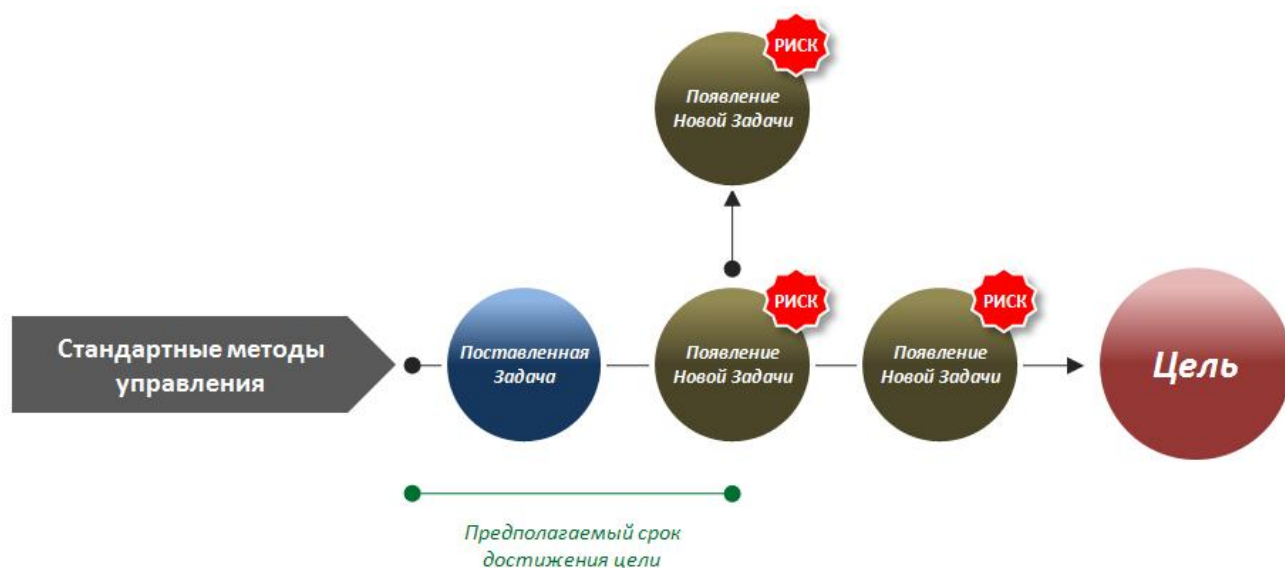 РИСК
Появление
Новой Задачи
Стандартные методы
управления
Поставленная
Задача
РИСК
Появление
Новой Задачи
РИСК
Появление
Новой Задачи
Цель
Предполагаемый срок
достижения цели